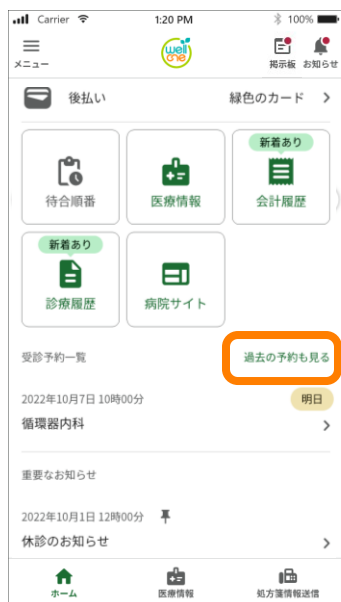 Carrier 1:20 PM 100%
メニュー well one 掲示板 お知らせ
後払い 緑色のカード
新着あり
待合順番 医療情報 会計履歴
新着あり
診療履歴 病院サイト
受診予約一覧 過去の予約も見る
2022年10月7日 10時00分 明日
循環器内科
重要なお知らせ
2022年10月1日 12時00分
休診のお知らせ
ホーム 医療情報 処方箋情報送信